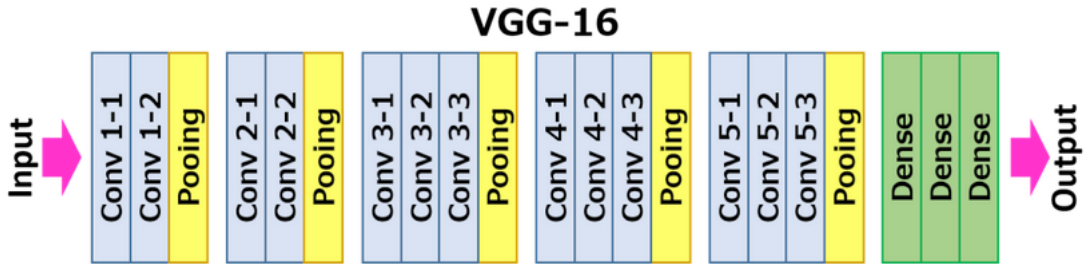 VGG-16
Input
Conv 1-1
Conv 1-2
Pooing
Conv 2-1
Conv 2-2
Pooing
Conv 3-1
Conv 3-2
Conv 3-3
Pooing
Conv 4-1
Conv 4-2
Conv 4-3
Pooing
Conv 5-1
Conv 5-2
Conv 5-3
Pooing
Dense
Dense
Dense
Output